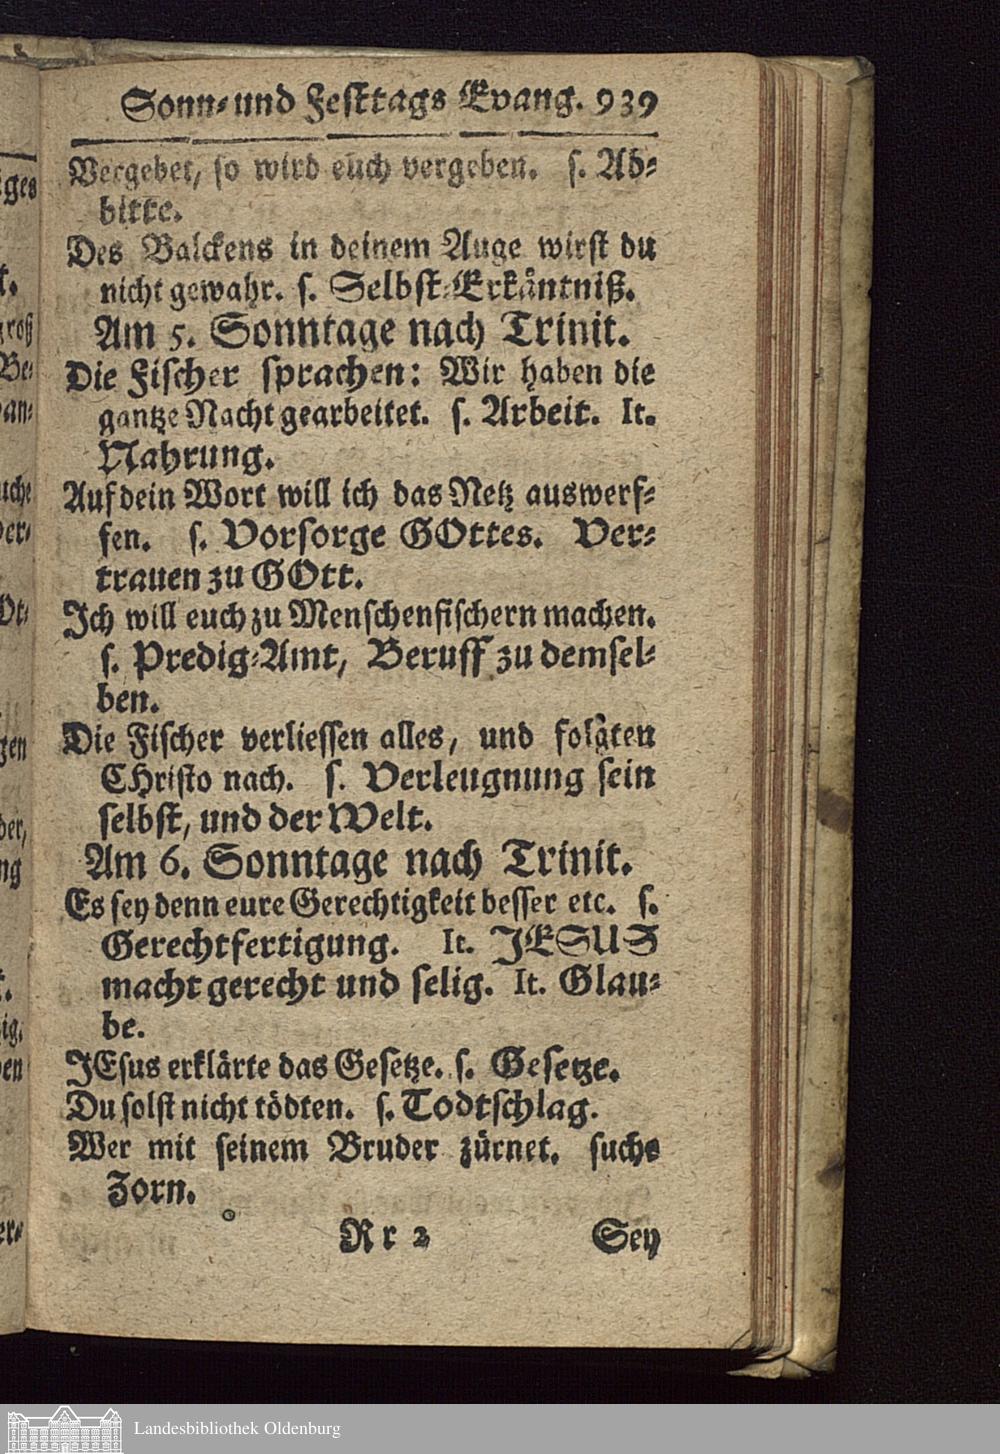 Sonn- und Festtags Evang. 939
Vergebet, so wird euch vergeben. s. Ab-
bitte.
Des Balckens in deinem Auge wirst du
nicht gewahr. s. Selbst-Erkäntniß.
Am 5. Sonntage nach Trinit.
Die Fischer sprachen: Wir haben die
gantze Nacht gearbeitet. s. Arbeit. It.
Nahrung.
Auf dein Wort will ich das Netz auswerf-
fen. s. Vorsorge GOttes. Ver-
trauen zu GOtt.
Ich will euch zu Menschenfischern machen.
s. Predig-Amt, Beruff zu demsel-
ben.
Die Fischer verliessen alles, und folgten
CHristo nach. s. Verleugnung sein
selbst, und der Welt.
Am 6. Sonntage nach Trinit.
Es sey denn eure Gerechtigkeit besser etc. s.
Gerechtfertigung. It. JESUS
macht gerecht und selig. It. Glau-
be.
JEsus erklärte das Gesetze. s. Gesetze.
Du solst nicht tödten. s. Todtschlag.
Wer mit seinem Bruder zürnet. suche
Zorn.
Rr 2 Sey
Landesbibliothek Oldenburg